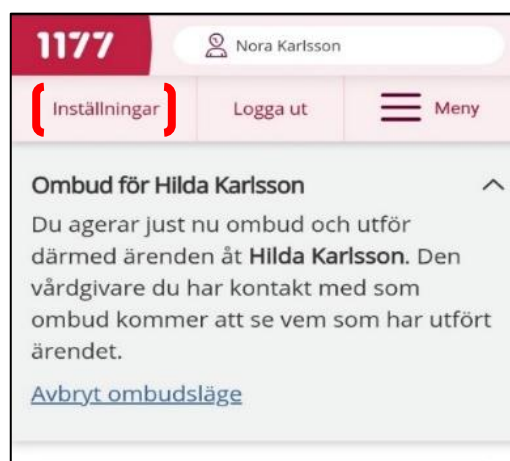 1177
Nora Karlsson
Inställningar
Logga ut
Meny
Ombud för Hilda Karlsson
Du agerar just nu ombud och utför
därmed ärenden åt Hilda Karlsson. Den
vårdgivare du har kontakt med som
ombud kommer att se vem som har utfört
ärendet.
Avbryt ombudsläge